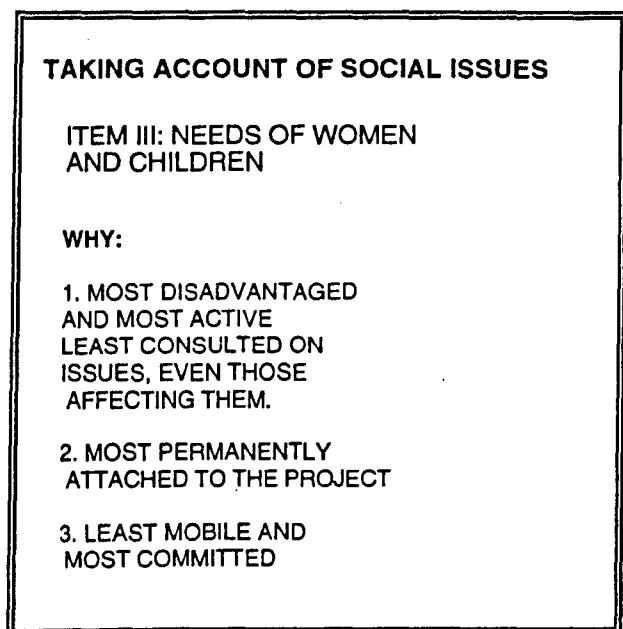 TAKING ACCOUNT OF SOCIAL ISSUES
ITEM III: NEEDS OF WOMEN
AND CHILDREN
WHY:
1. MOST DISADVANTAGED
AND MOST ACTIVE
LEAST CONSULTED ON
ISSUES, EVEN THOSE
AFFECTING THEM.
2. MOST PERMANENTLY
ATTACHED TO THE PROJECT
3. LEAST MOBILE AND
MOST COMMITTED